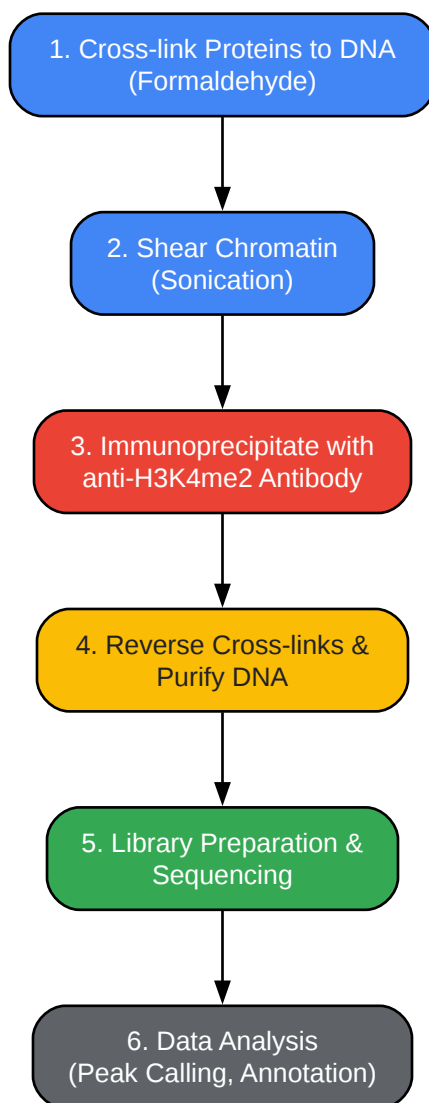 1. Cross-link Proteins to DNA
(Formaldehyde)
2. Shear Chromatin
(Sonication)
3. Immunoprecipitate with
anti-H3K4me2 Antibody
4. Reverse Cross-links &
Purify DNA
5. Library Preparation &
Sequencing
6. Data Analysis
(Peak Calling, Annotation)